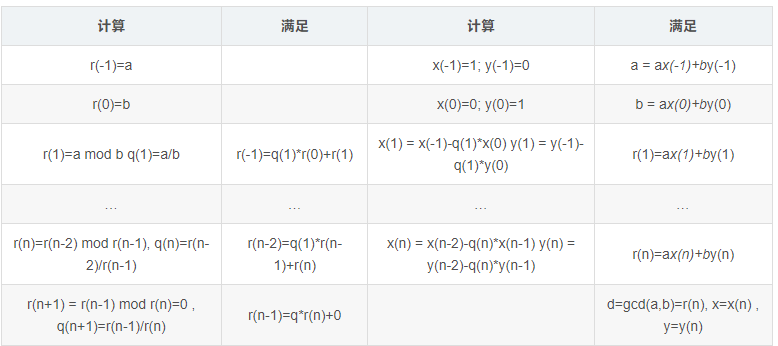 计算 满足 计算 满足
r(-1)=a x(-1)=1; y(-1)=0 a = ax(-1)+by(-1)
r(0)=b x(0)=0; y(0)=1 b = ax(0)+by(0)
r(1)=a mod b q(1)=a/b r(-1)=q(1)*r(0)+r(1) x(1) = x(-1)-q(1)*x(0) y(1) = y(-1)-
q(1)*y(0) r(1)=ax(1)+by(1)
… … … …
r(n)=r(n-2) mod r(n-1), q(n)=r(n-
2)/r(n-1) r(n-2)=q(1)*r(n-
1)+r(n) x(n) = x(n-2)-q(n)*x(n-1) y(n) =
y(n-2)-q(n)*y(n-1) r(n)=ax(n)+by(n)
r(n+1) = r(n-1) mod r(n)=0 ,
q(n+1)=r(n-1)/r(n) r(n-1)=q*r(n)+0 d=gcd(a,b)=r(n), x=x(n) ,
y=y(n)